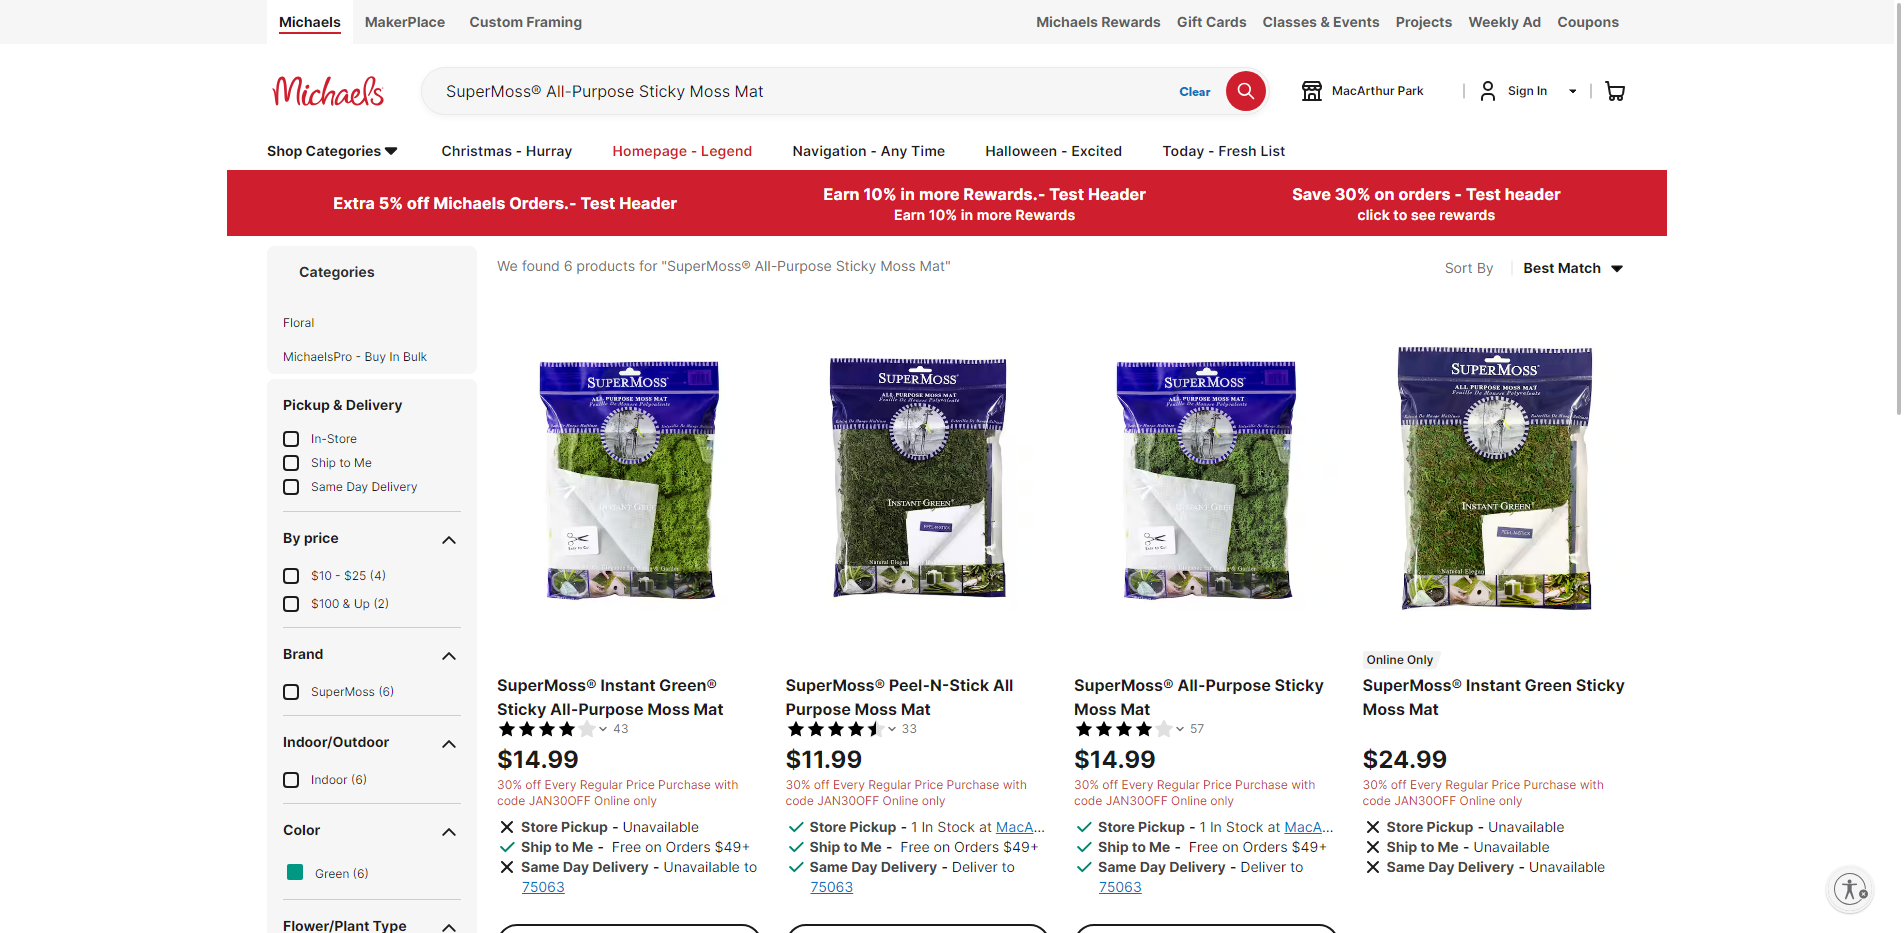 Michaels
MakerPlace
Custom Framing
Michaels Rewards
Gift Cards
Classes & Events
Projects
Weekly Ad
Coupons
Michaels
SuperMoss® All-Purpose Sticky Moss Mat
Clear
MacArthur Park
Sign In
Shop Categories
Christmas - Hurray
Homepage - Legend
Navigation - Any Time
Halloween - Excited
Today - Fresh List
Extra 5% off Michaels Orders.- Test Header
Earn 10% in more Rewards.- Test Header
Earn 10% in more Rewards
Save 30% on orders - Test header
click to see rewards
Categories
Floral
MichaelsPro - Buy In Bulk
Pickup & Delivery
In-Store
Ship to Me
Same Day Delivery
By price
$10 - $25 (4)
$100 & Up (2)
Brand
SuperMoss (6)
Indoor/Outdoor
Indoor (6)
Color
Green (6)
Flower/Plant Type
We found 6 products for "SuperMoss® All-Purpose Sticky Moss Mat"
Sort By
Best Match
SUPERMOSS
ALL PURPOSE MOSS MAT
INSTANT GREEN
SUPERMOSS
ALL PURPOSE MOSS MAT
INSTANT GREEN
PEEL-N-STICK
SUPERMOSS
ALL PURPOSE MOSS MAT
SUPERMOSS
ALL PURPOSE MOSS MAT
INSTANT GREEN
PEEL-N-STICK
SuperMoss® Instant Green®
Sticky All-Purpose Moss Mat
43
$14.99
30% off Every Regular Price Purchase with
code JAN30OFF Online only
Store Pickup - Unavailable
Ship to Me - Free on Orders $49+
Same Day Delivery - Unavailable to
75063
SuperMoss® Peel-N-Stick All
Purpose Moss Mat
33
$11.99
30% off Every Regular Price Purchase with
code JAN30OFF Online only
Store Pickup - 1 In Stock at MacA...
Ship to Me - Free on Orders $49+
Same Day Delivery - Deliver to
75063
SuperMoss® All-Purpose Sticky
Moss Mat
57
$14.99
30% off Every Regular Price Purchase with
code JAN30OFF Online only
Store Pickup - 1 In Stock at MacA...
Ship to Me - Free on Orders $49+
Same Day Delivery - Deliver to
75063
Online Only
SuperMoss® Instant Green Sticky
Moss Mat
$24.99
30% off Every Regular Price Purchase with
code JAN30OFF Online only
Store Pickup - Unavailable
Ship to Me - Unavailable
Same Day Delivery - Unavailable